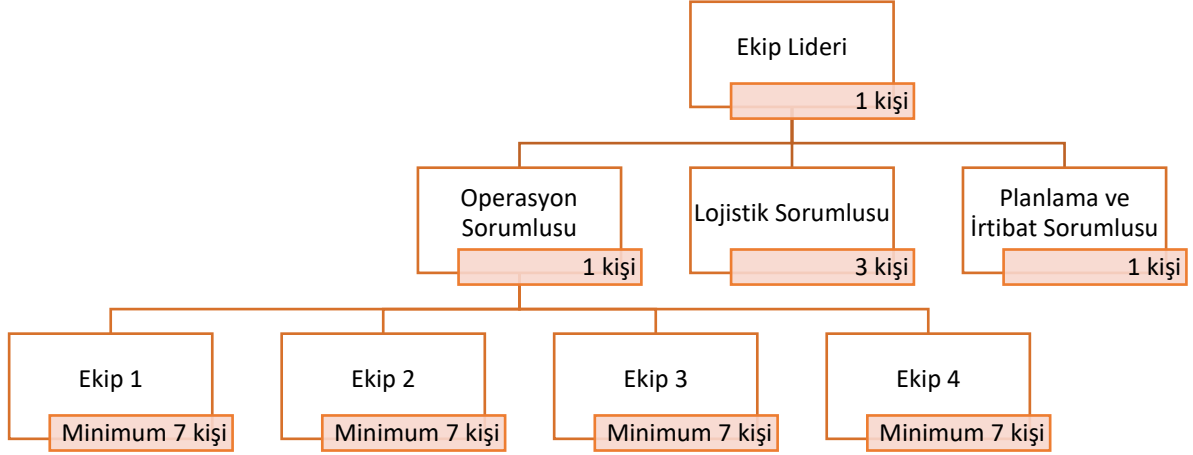 Ekip Lideri
1 kişi
Operasyon
Sorumlusu
1 kişi
Lojistik Sorumlusu
3 kişi
Planlama ve
İrtibat Sorumlusu
1 kişi
Ekip 1
Minimum 7 kişi
Ekip 2
Minimum 7 kişi
Ekip 3
Minimum 7 kişi
Ekip 4
Minimum 7 kişi